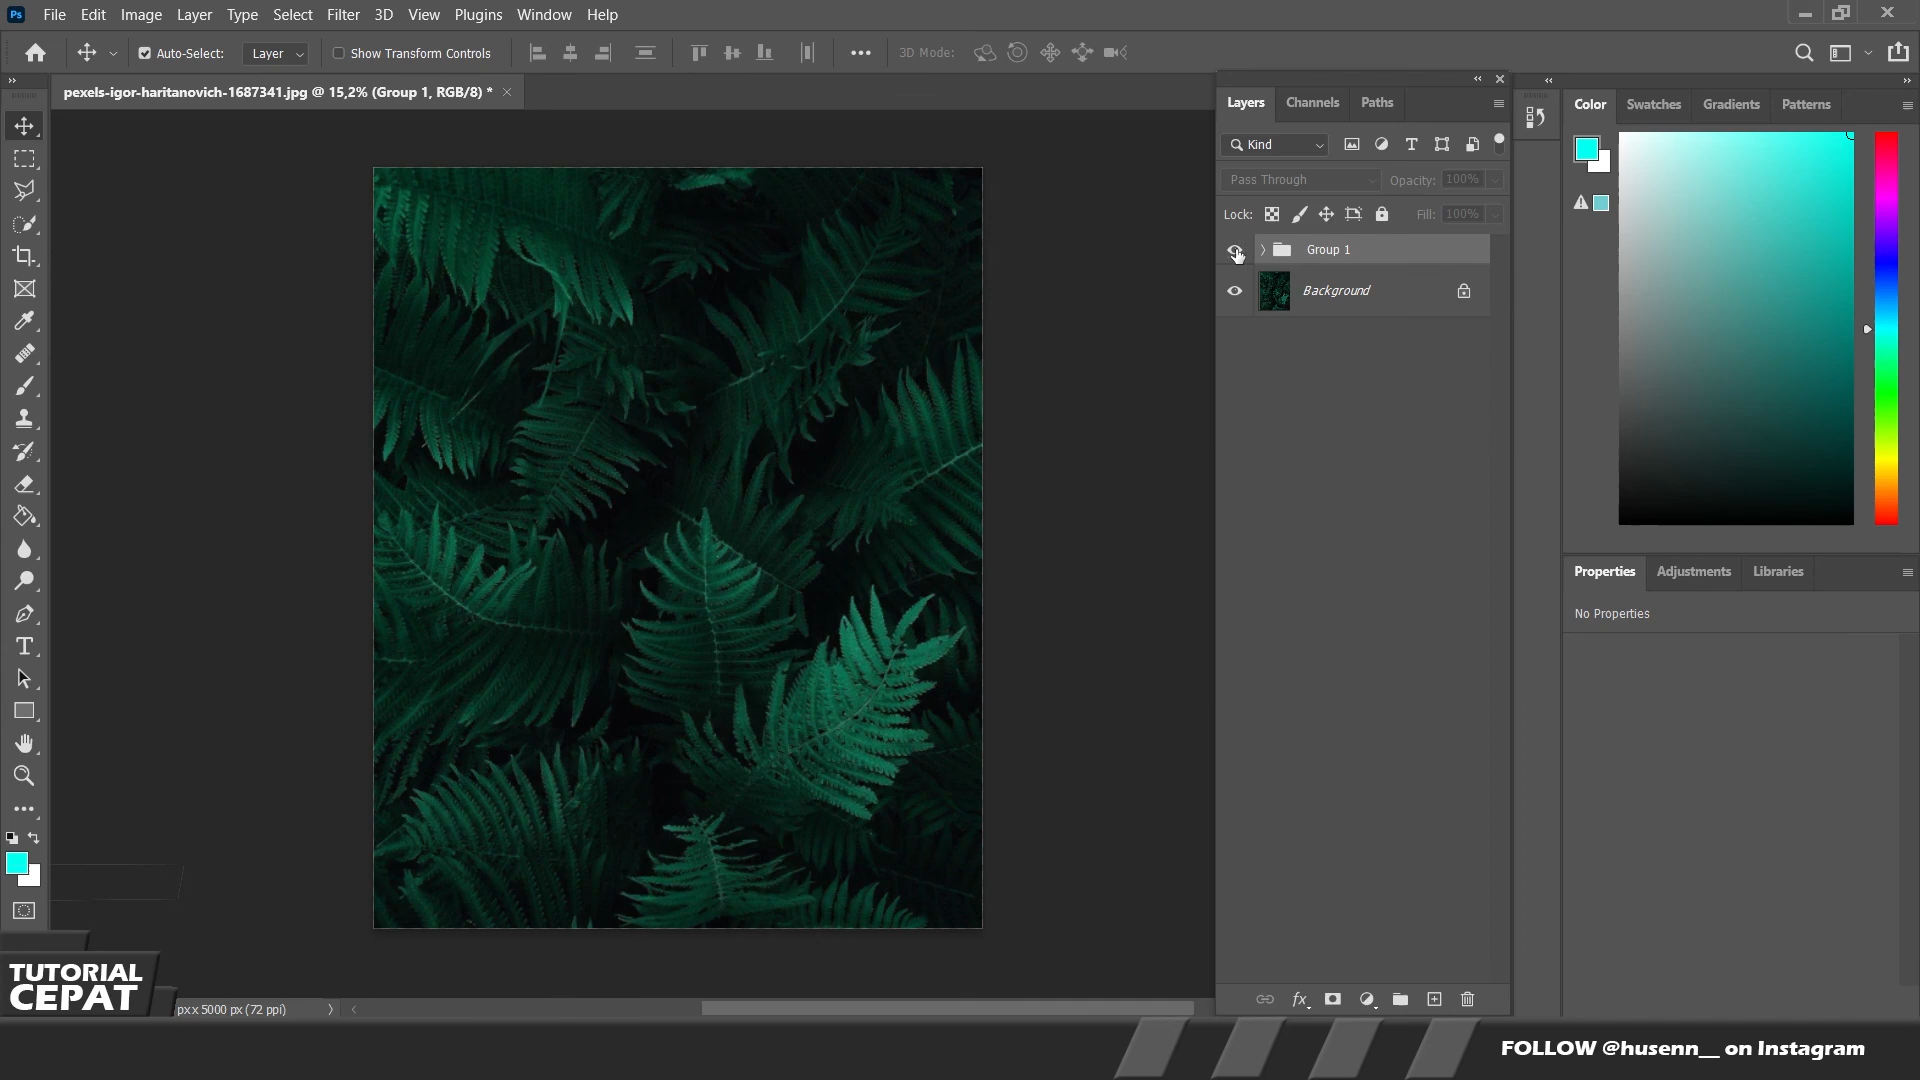 Ps File Edit Image Layer Type Select Filter 3D View Plugins Window Help
Auto-Select: Layer Show Transform Controls 3D Mode:
pexels-igor-haritanovich-1687341.jpg @ 15,2% (Group 1, RGB/8) *
Layers Channels Paths
Kind
Pass Through Opacity: 100%
Lock: Fill: 100%
Group 1
Background
Color Swatches Gradients Patterns
Properties Adjustments Libraries
No Properties
fx
px x 5000 px (72 ppi)
TUTORIAL
CEPAT
FOLLOW @husenn__ on Instagram